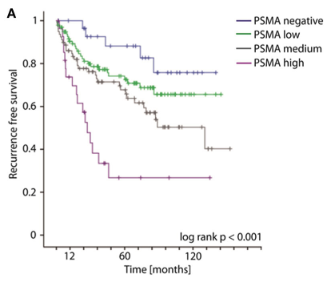 A
PSMA negative
PSMA low
PSMA medium
PSMA high
Recurrence free survival
1
0.8
0.6
0.4
0.2
0
log rank p < 0.001
12 60 120
Time [months]